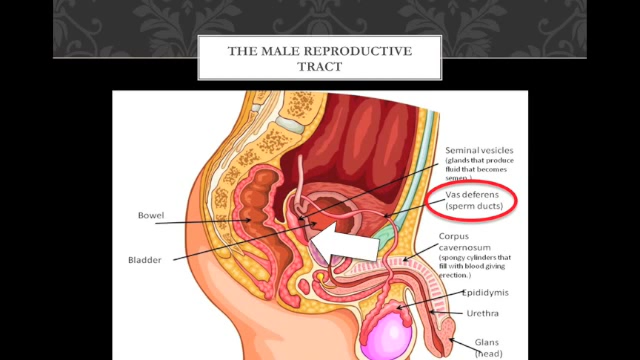 THE MALE REPRODUCTIVE
TRACT
Seminal vesicles
(glands that produce
fluid that becomes
semen.)
Vas deferens
(sperm ducts)
Bowel
Corpus
cavernosum
(spongy cylinders that
fill with blood giving
erection.)
Bladder
Epididymis
Urethra
Glans
(head)